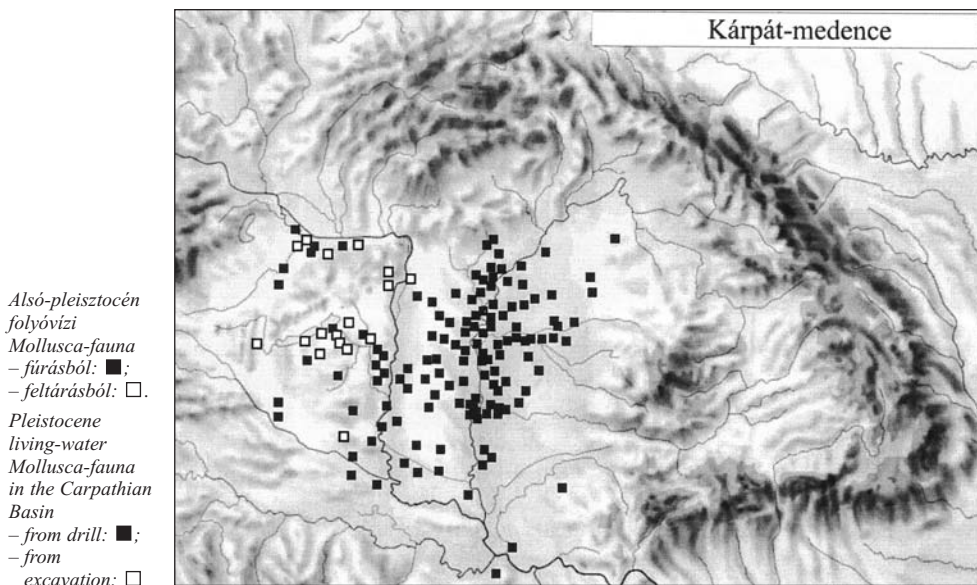 Kárpát-medence
Alsó-pleisztocén
folyóvízi
Mollusca-fauna
– fúrásból: ■;
– feltárásból: □.
Pleistocene
living-water
Mollusca-fauna
in the Carpathian
Basin
– from drill: ■;
– from
excavation: □